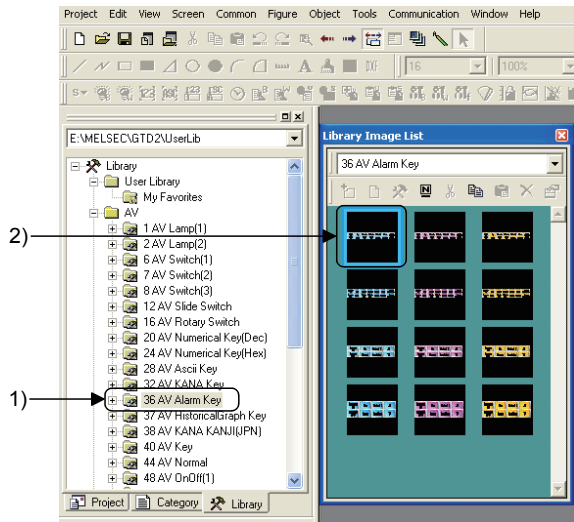 Project Edit View Screen Common Figure Object Tools Communication Window Help
16
100%
E:\MELSEC\GTD2\UserLib
Library
User Library
My Favorites
AV
1 AV Lamp(1)
2 AV Lamp(2)
6 AV Switch(1)
7 AV Switch(2)
8 AV Switch(3)
12 AV Slide Switch
16 AV Rotary Switch
20 AV Numerical Key(Dec)
24 AV Numerical Key(Hex)
28 AV Ascii Key
32 AV KANA Key
1)
36 AV Alarm Key
37 AV HistoricalGraph Key
38 AV KANA KANJI(JPN)
40 AV Key
44 AV Normal
48 AV OnOff(1)
Project Category Library
Library Image List
36 AV Alarm Key
2)